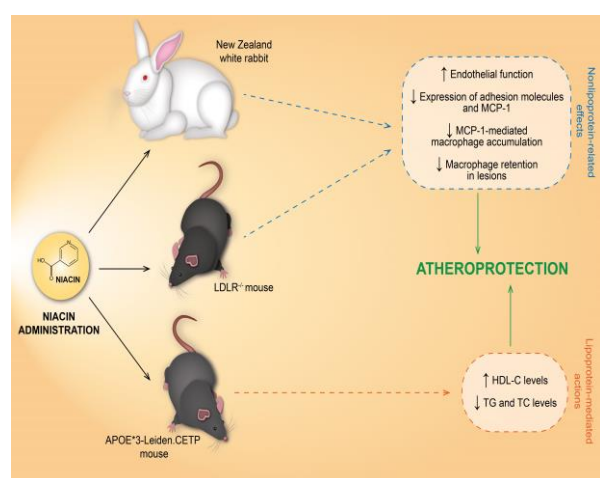 New Zealand
white rabbit
↑ Endothelial function
↓ Expression of adhesion molecules
and MCP-1
↓ MCP-1-mediated
macrophage accumulation
↓ Macrophage retention
in lesions
Nonlipoprotein-related
effects
HO
O
N
NIACIN
NIACIN
ADMINISTRATION
LDLR-/- mouse
ATHEROPROTECTION
APOE*3-Leiden.CETP
mouse
↑ HDL-C levels
↓ TG and TC levels
Lipoprotein-mediated
actions